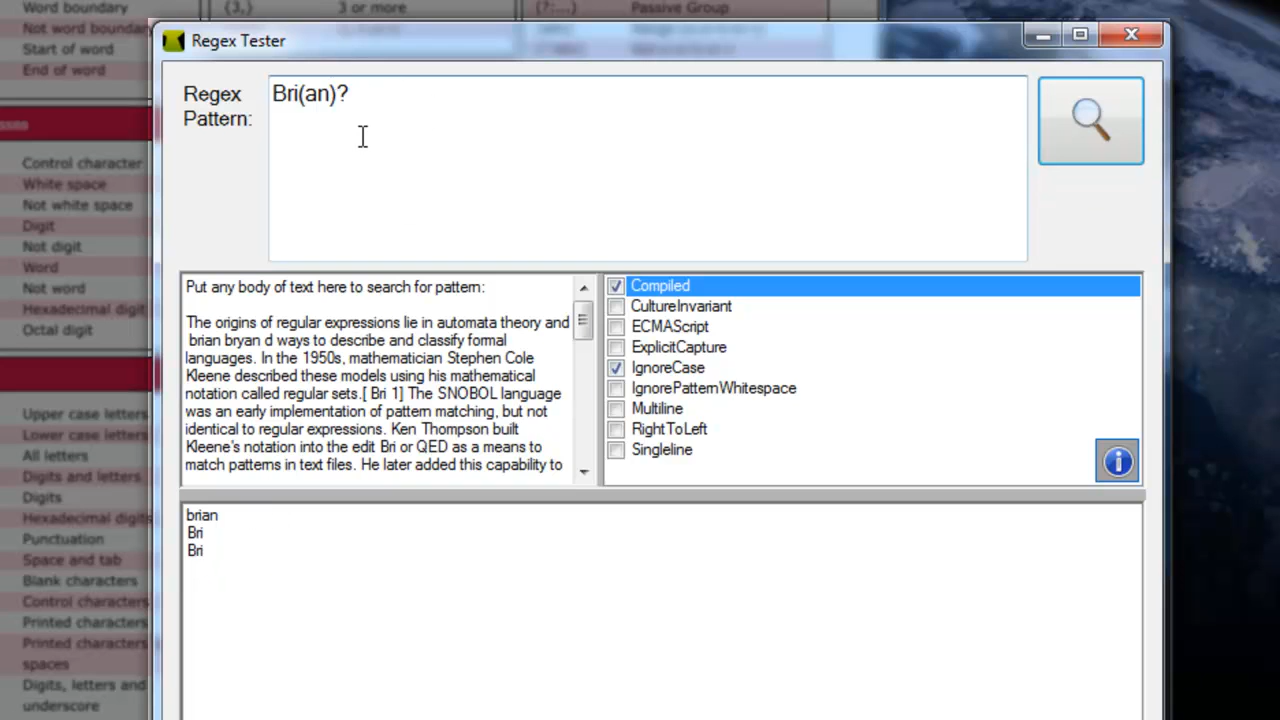 Word boundary
Not word boundary
Start of word
End of word
{3,} 3 or more
(?:...) Passive Group
Control character
White space
Not white space
Digit
Not digit
Word
Not word
Hexadecimal digit
Octal digit
Upper case letters
Lower case letters
All letters
Digits and letters
Digits
Hexadecimal digits
Punctuation
Space and tab
Blank characters
Control characters
Printed characters
Printed characters
spaces
Digits, letters and
underscore
Regex Tester
Regex
Pattern:
Bri(an)?
Put any body of text here to search for pattern:
The origins of regular expressions lie in automata theory and
brian bryan d ways to describe and classify formal
languages. In the 1950s, mathematician Stephen Cole
Kleene described these models using his mathematical
notation called regular sets.[ Bri 1] The SNOBOL language
was an early implementation of pattern matching, but not
identical to regular expressions. Ken Thompson built
Kleene's notation into the edit Bri or QED as a means to
match patterns in text files. He later added this capability to
Compiled
CultureInvariant
ECMAScript
ExplicitCapture
IgnoreCase
IgnorePatternWhitespace
Multiline
RightToLeft
Singleline
brian
Bri
Bri